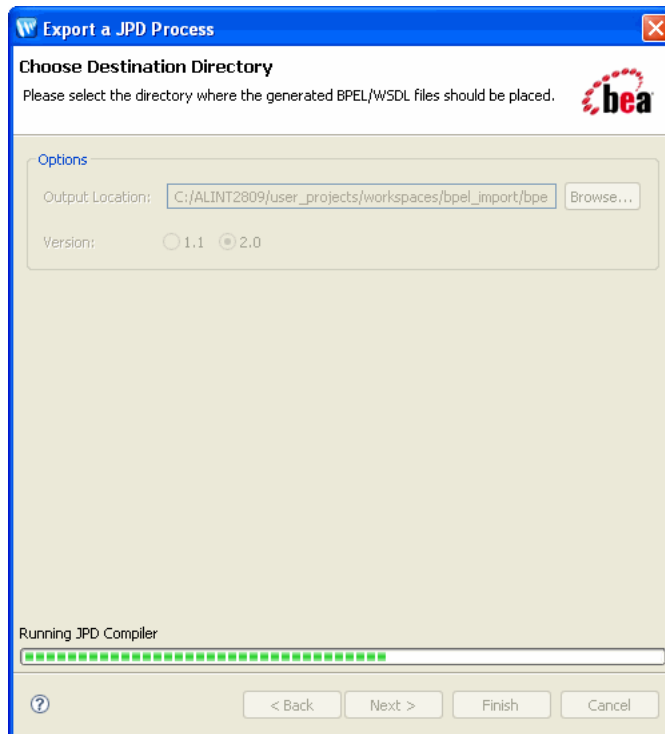 Export a JPD Process
Choose Destination Directory
Please select the directory where the generated BPEL/WSDL files should be placed.
bea
Options
Output Location: C:/ALINT2809/user_projects/workspaces/bpel_import/bpe Browse...
Version: 1.1 2.0
Running JPD Compiler
? < Back Next > Finish Cancel